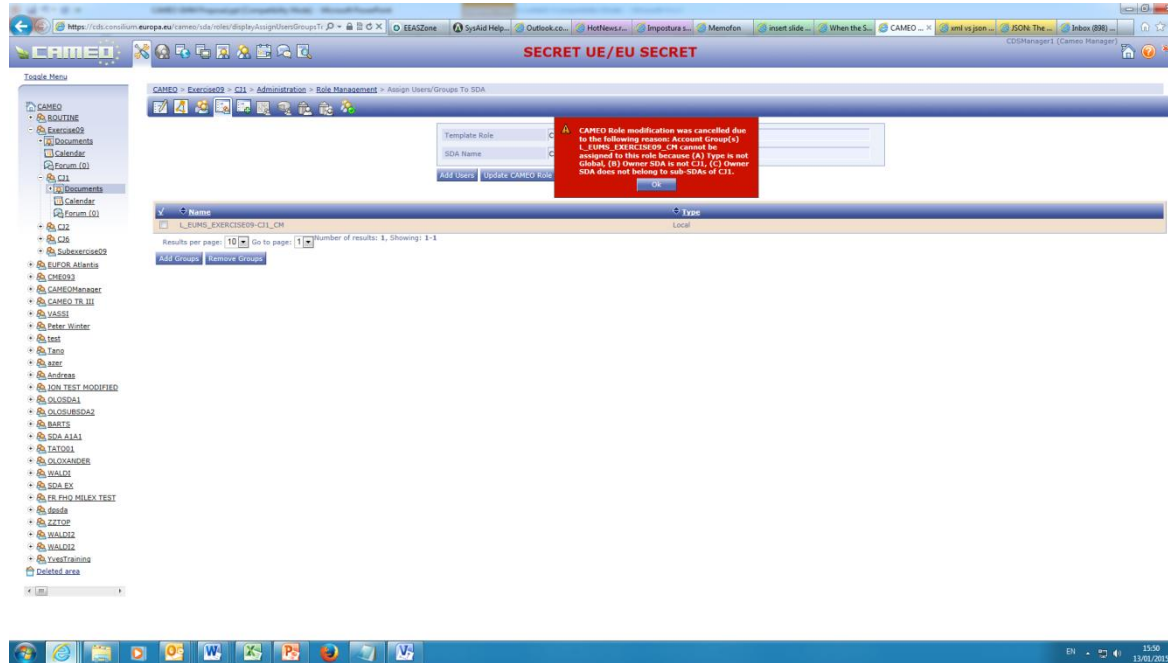 https://cds.consilium.europa.eu/cameo/sda/roles/displayAssignUsersGroupsTo
EEASZone
SysAid Help...
Outlook.co...
HotNews.r...
Impostura s...
Memofon
insert slide ...
When the S...
CAMEO ...
xml vs json ...
JSON: The ...
Inbox (898) ...
CAMEO
SECRET UE/EU SECRET
CDSManager1 (Cameo Manager)
Toggle Menu
CAMEO > Exercise09 > CJ1 > Administration > Role Management > Assign Users/Groups To SDA
CAMEO
ROUTINE
Exercise09
Documents
Calendar
Forum (0)
CJ1
Documents
Calendar
Forum (0)
CJ2
CJ6
Subexercise09
EUFOR Atlantis
CME093
CAMEOManager
CAMEO TR III
VASSI
Peter Winter
test
Tano
azer
Andreas
ION TEST MODIFIED
OLOSDA1
OLOSUBSDA2
BARTS
SDA A1A1
TATO01
OLOXANDER
WALDI
SDA EX
FR FHQ MILEX TEST
dpsda
ZZTOP
WALDI2
WALDI2
YvesTraining
Deleted area
Template Role C
SDA Name C
Add Users Update CAMEO Role
CAMEO Role modification was cancelled due
to the following reason: Account Group(s)
L_EUMS_EXERCISE09_CM cannot be
assigned to this role because (A) Type is not
Global, (B) Owner SDA is not CJ1, (C) Owner
SDA does not belong to sub-SDAs of CJ1.
Ok
Name Type
L_EUMS_EXERCISE09-CJ1_CM Local
Results per page: 10 Go to page: 1 Number of results: 1, Showing: 1-1
Add Groups Remove Groups
EN
15:50
13/01/2015